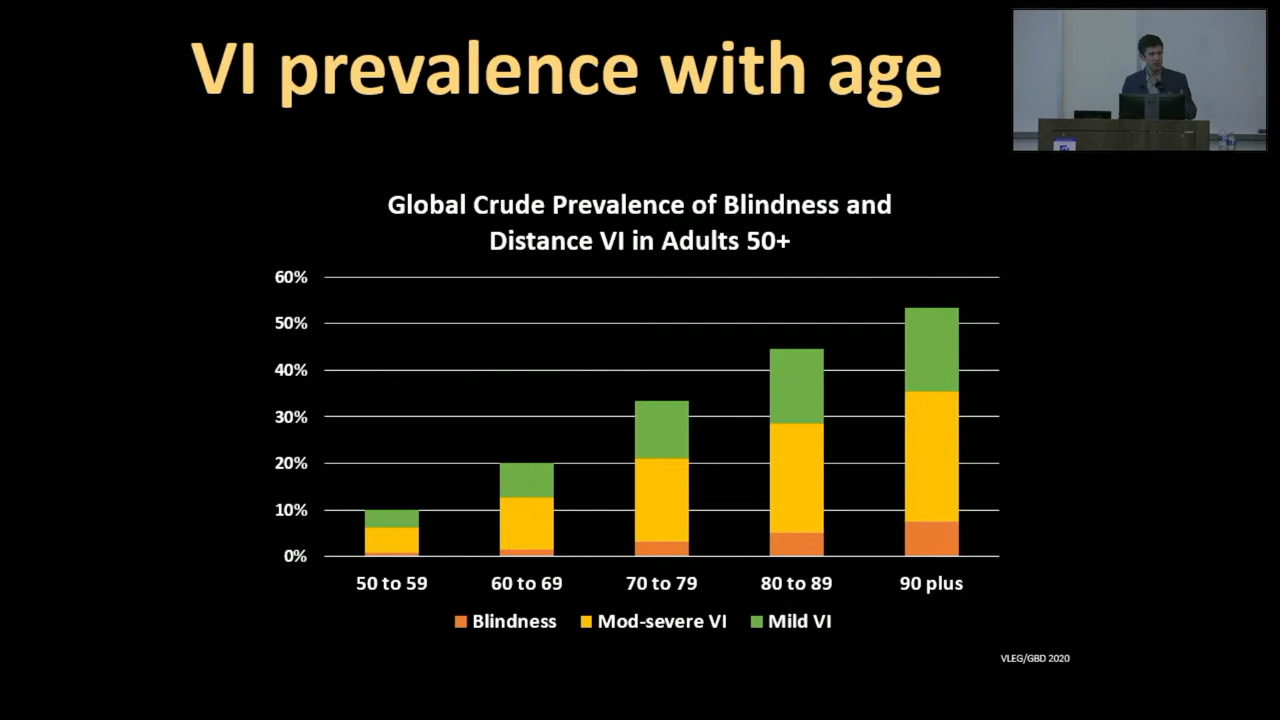 VI prevalence with age
Global Crude Prevalence of Blindness and
Distance VI in Adults 50+
60%
50%
40%
30%
20%
10%
0%
50 to 59
60 to 69
70 to 79
80 to 89
90 plus
Blindness
Mod-severe VI
Mild VI
VLEG/GBD 2020